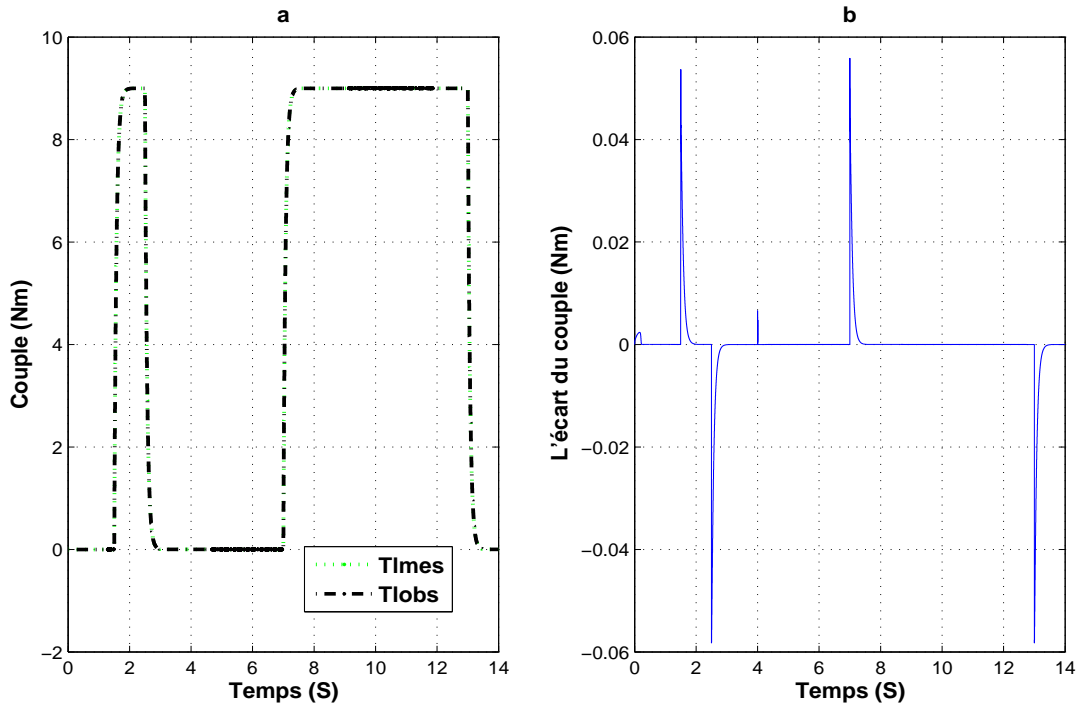 a
10
8
6
4
2
0
−2
Couple (Nm)
0 2 4 6 8 10 12 14
Temps (S)
Tlmes
Tlobs
b
0.06
0.04
0.02
0
−0.02
−0.04
−0.06
L'écart du couple (Nm)
0 2 4 6 8 10 12 14
Temps (S)